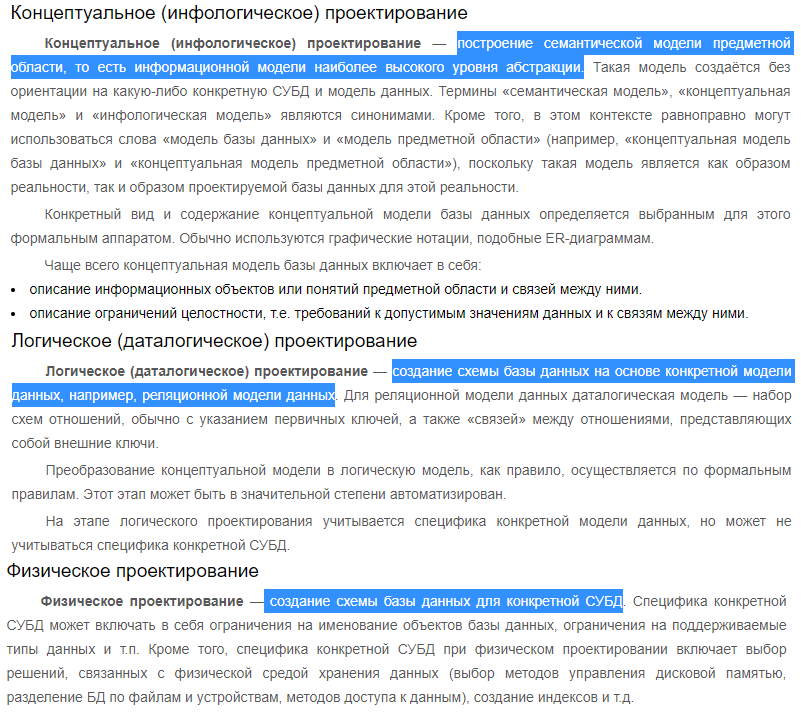 Концептуальное (инфологическое) проектирование
Концептуальное (инфологическое) проектирование — построение семантической модели предметной
области, то есть информационной модели наиболее высокого уровня абстракции. Такая модель создаётся без
ориентации на какую-либо конкретную СУБД и модель данных. Термины «семантическая модель», «концептуальная
модель» и «инфологическая модель» являются синонимами. Кроме того, в этом контексте равноправно могут
использоваться слова «модель базы данных» и «модель предметной области» (например, «концептуальная модель
базы данных» и «концептуальная модель предметной области»), поскольку такая модель является как образом
реальности, так и образом проектируемой базы данных для этой реальности.
Конкретный вид и содержание концептуальной модели базы данных определяется выбранным для этого
формальным аппаратом. Обычно используются графические нотации, подобные ER-диаграммам.
Чаще всего концептуальная модель базы данных включает в себя:
• описание информационных объектов или понятий предметной области и связей между ними.
• описание ограничений целостности, т.е. требований к допустимым значениям данных и к связям между ними.
Логическое (даталогическое) проектирование
Логическое (даталогическое) проектирование — создание схемы базы данных на основе конкретной модели
данных, например, реляционной модели данных. Для реляционной модели данных даталогическая модель — набор
схем отношений, обычно с указанием первичных ключей, а также «связей» между отношениями, представляющих
собой внешние ключи.
Преобразование концептуальной модели в логическую модель, как правило, осуществляется по формальным
правилам. Этот этап может быть в значительной степени автоматизирован.
На этапе логического проектирования учитывается специфика конкретной модели данных, но может не
учитываться специфика конкретной СУБД.
Физическое проектирование
Физическое проектирование — создание схемы базы данных для конкретной СУБД. Специфика конкретной
СУБД может включать в себя ограничения на именование объектов базы данных, ограничения на поддерживаемые
типы данных и т.п. Кроме того, специфика конкретной СУБД при физическом проектировании включает выбор
решений, связанных с физической средой хранения данных (выбор методов управления дисковой памятью,
разделение БД по файлам и устройствам, методов доступа к данным), создание индексов и т.д.